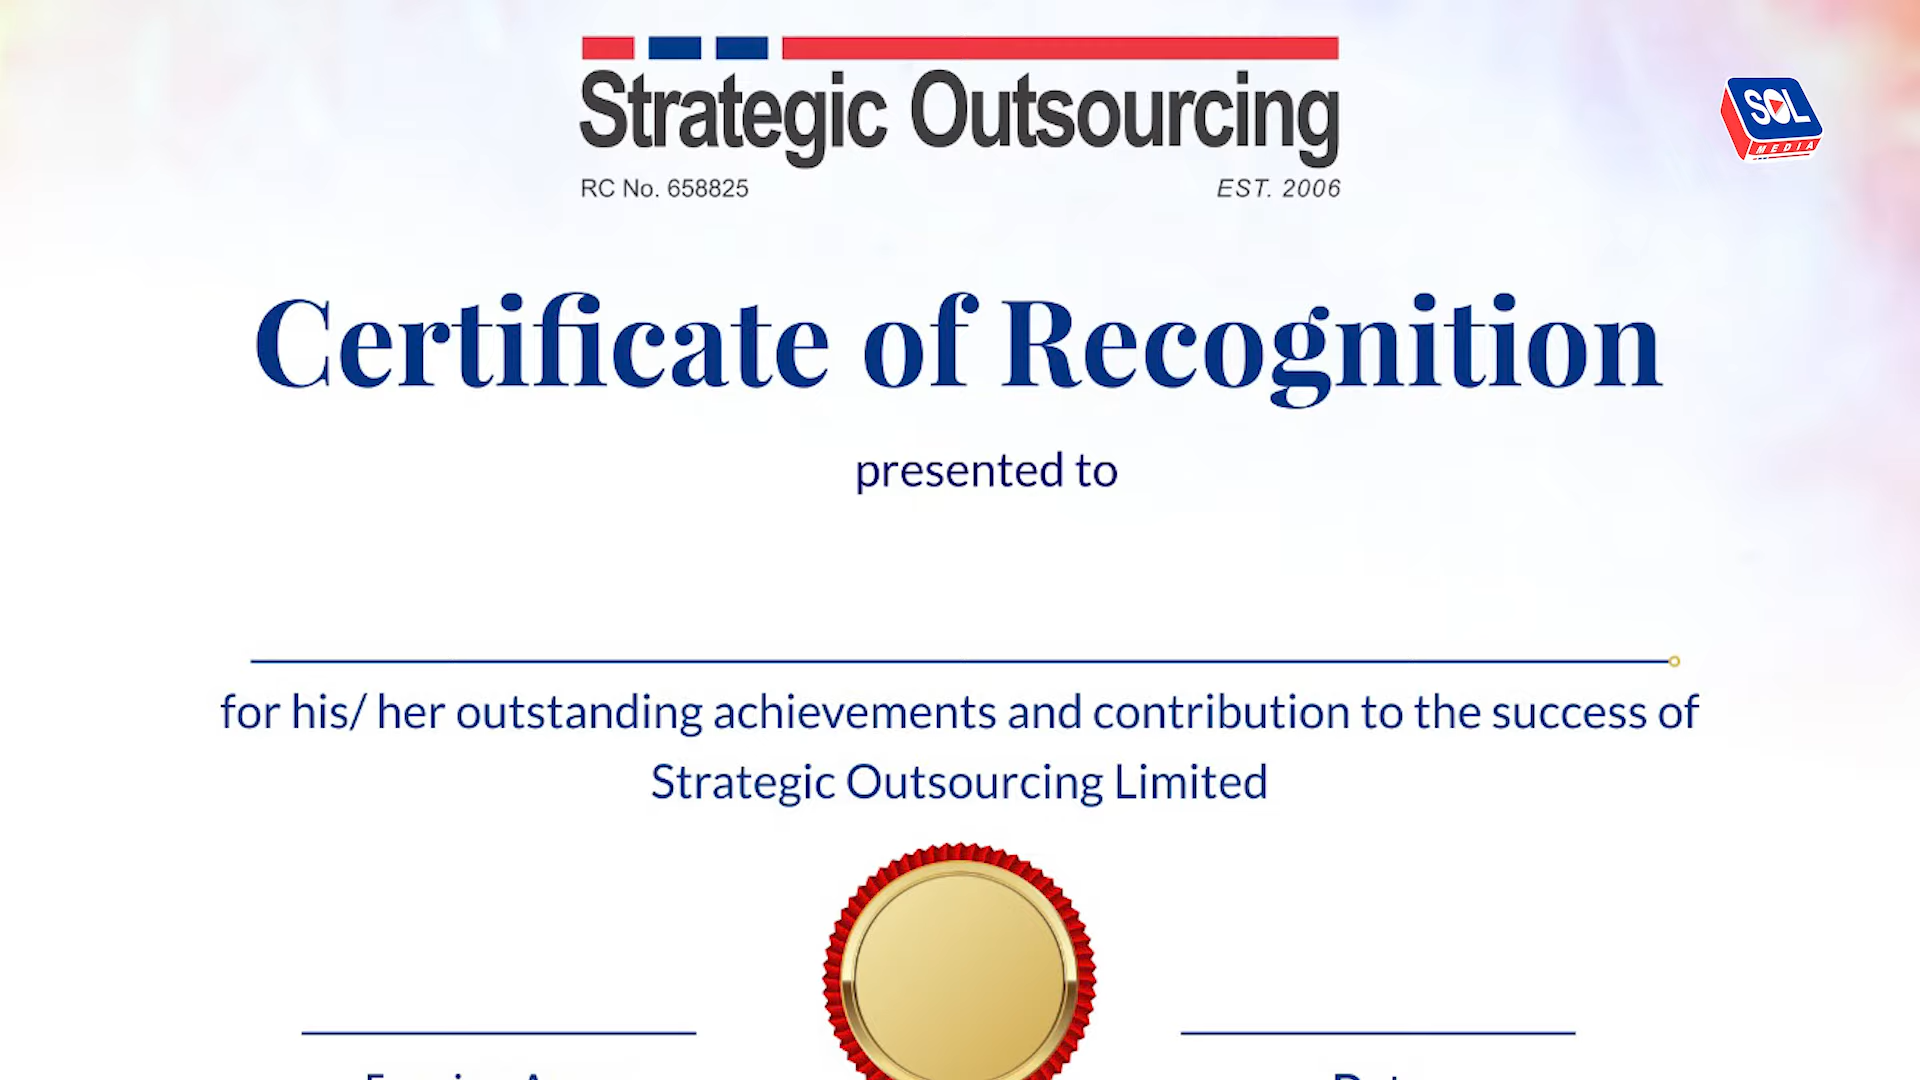 Strategic Outsourcing
RC No. 658825 EST. 2006
SOL
MEDIA
Certificate of Recognition
presented to
for his/ her outstanding achievements and contribution to the success of
Strategic Outsourcing Limited